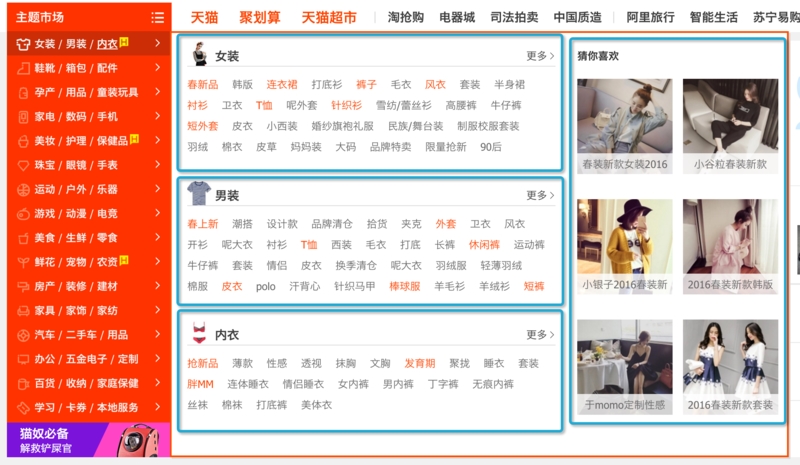 主题市场
天猫 聚划算 天猫超市 淘抢购 电器城 司法拍卖 中国质造 阿里旅行 智能生活 苏宁易购
女装 / 男装 / 内衣
鞋靴 / 箱包 / 配件
孕产 / 用品 / 童装玩具
家电 / 数码 / 手机
美妆 / 护理 / 保健品
珠宝 / 眼镜 / 手表
运动 / 户外 / 乐器
游戏 / 动漫 / 电竞
美食 / 生鲜 / 零食
鲜花 / 宠物 / 农资
房产 / 装修 / 建材
家具 / 家饰 / 家纺
汽车 / 二手车 / 用品
办公 / 五金电子 / 定制
百货 / 收纳 / 家庭保健
学习 / 卡券 / 本地服务
猫奴必备
解救铲屎官
女装 更多
春新品 韩版 连衣裙 打底衫 裤子 毛衣 风衣 套装 半身裙
衬衫 卫衣 T恤 呢外套 针织衫 雪纺/蕾丝衫 高腰裤 牛仔裤
短外套 皮衣 小西装 婚纱旗袍礼服 民族/舞台装 制服校服套装
羽绒 棉衣 皮草 妈妈装 大码 品牌特卖 限量抢新 90后
男装 更多
春上新 潮搭 设计款 品牌清仓 拾货 夹克 外套 卫衣 风衣
开衫 呢大衣 衬衫 T恤 西装 毛衣 打底 长裤 休闲裤 运动裤
牛仔裤 套装 情侣 皮衣 换季清仓 呢大衣 羽绒服 轻薄羽绒
棉服 皮衣 polo 汗背心 针织马甲 棒球服 羊毛衫 羊绒衫 短裤
内衣 更多
抢新品 薄款 性感 透视 抹胸 文胸 发育期 聚拢 睡衣 套装
胖MM 连体睡衣 情侣睡衣 女内裤 男内裤 丁字裤 无痕内裤
丝袜 棉袜 打底裤 美体衣
猜你喜欢
春装新款女装2016 小谷粒春装新款
小银子2016春装新 2016春装新款韩版
于momo定制性感 2016春装新款套装